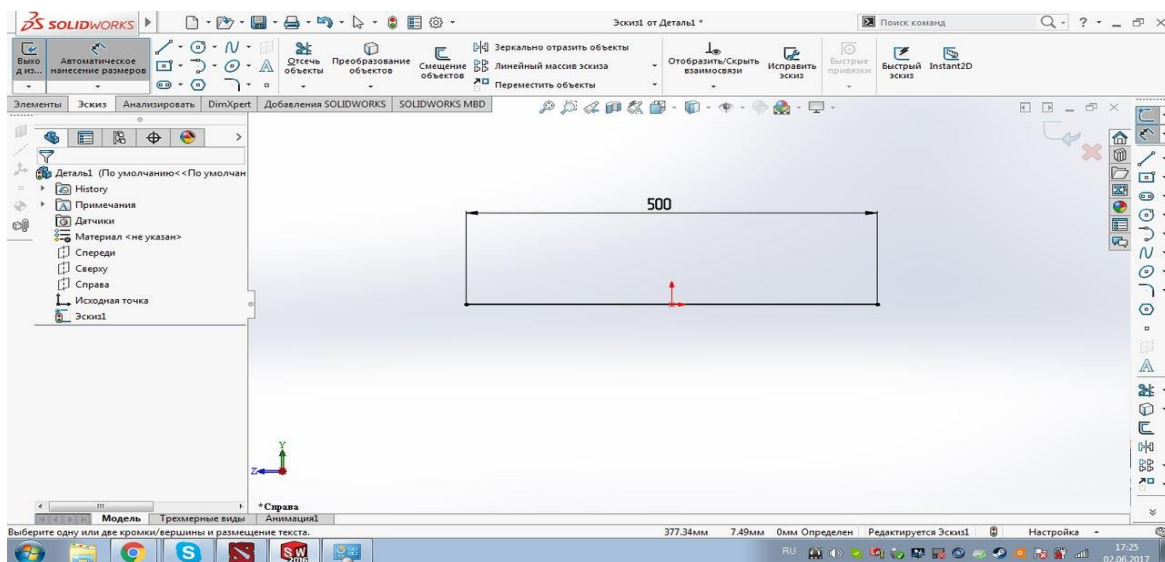 SOLIDWORKS
Эскиз1 от Деталь1 *
Поиск команд
Выхо д из...
Автоматическое нанесение размеров
Отсечь объекты
Преобразование объектов
Смещение объектов
Зеркально отразить объекты
Линейный массив эскиза
Переместить объекты
Отобразить/Скрыть взаимосвязи
Исправить эскиз
Быстрые привязки
Быстрый эскиз
Instant2D
Элементы Эскиз Анализировать DimXpert Добавления SOLIDWORKS SOLIDWORKS MBD
Деталь1 (По умолчанию<<По умолчан
History
Примечания
Датчики
Материал <не указан>
Спереди
Сверху
Справа
Исходная точка
Эскиз1
500
Y
Z
*Справа
Модель Трехмерные виды Анимация1
Выберите одну или две кромки/вершины и размещение текста.
377.34мм 7.49мм 0мм Определен Редактируется Эскиз1 Настройка
RU
17:25
02.06.2017